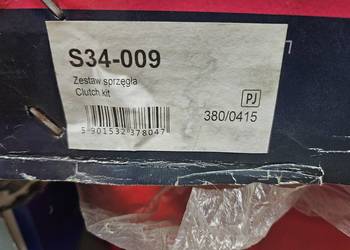 S34-009
Zestaw sprzęgła
Clutch kit
PJ
380/0415
5 901532 378047